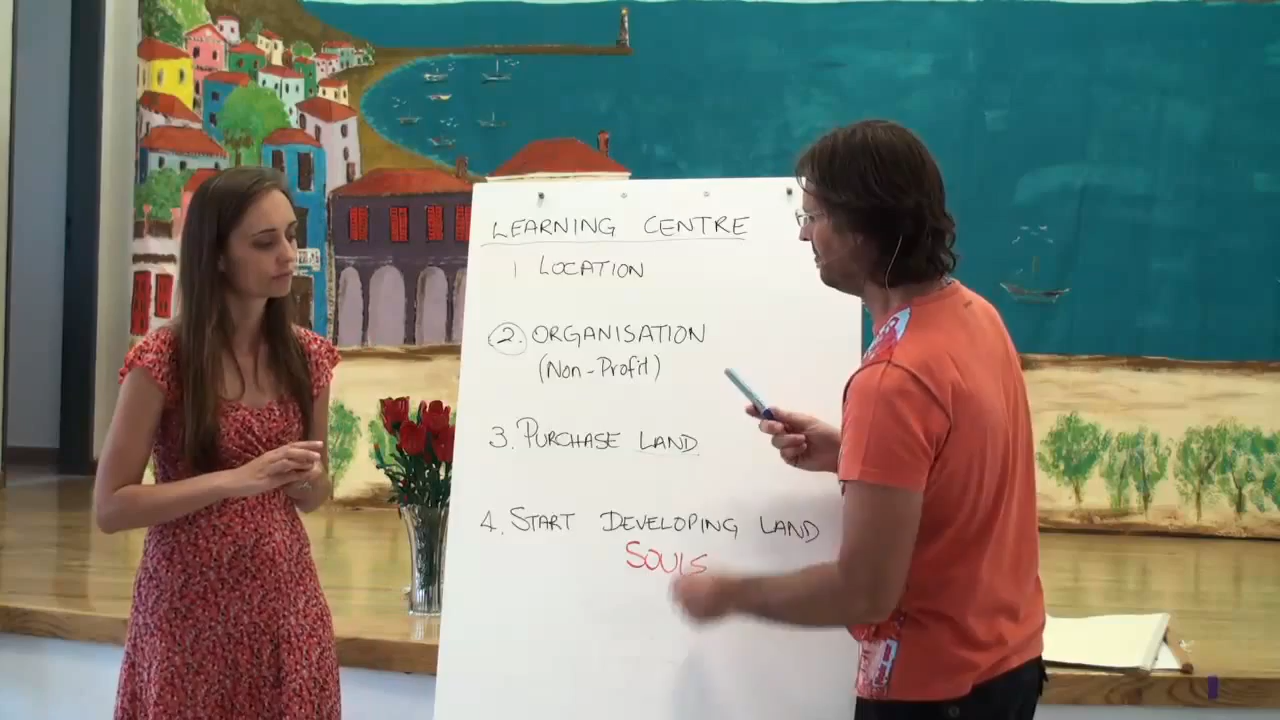 LEARNING CENTRE
1 LOCATION
2. ORGANISATION
(Non-Profit)
3. PURCHASE LAND
4. START DEVELOPING LAND
SOULS